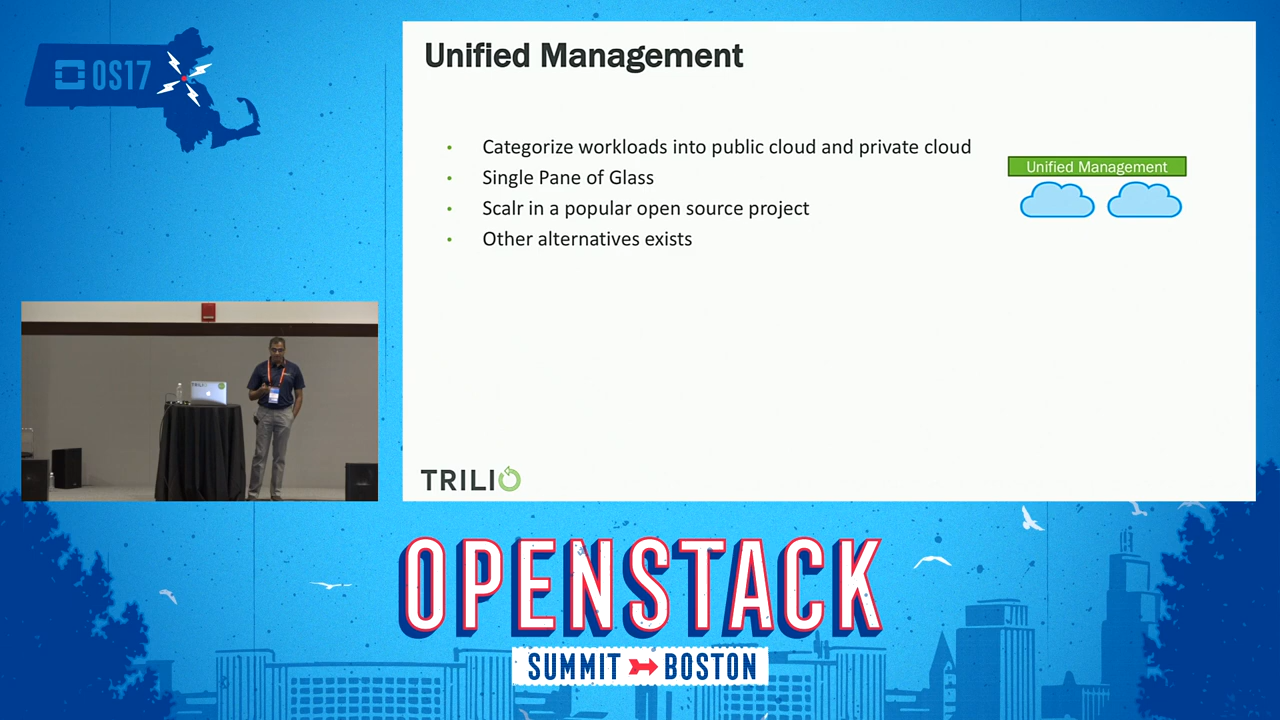 OS17
Unified Management
• Categorize workloads into public cloud and private cloud
• Single Pane of Glass
• Scalr in a popular open source project
• Other alternatives exists
Unified Management
TRILIO
TRILIO
OPENSTACK
SUMMIT BOSTON